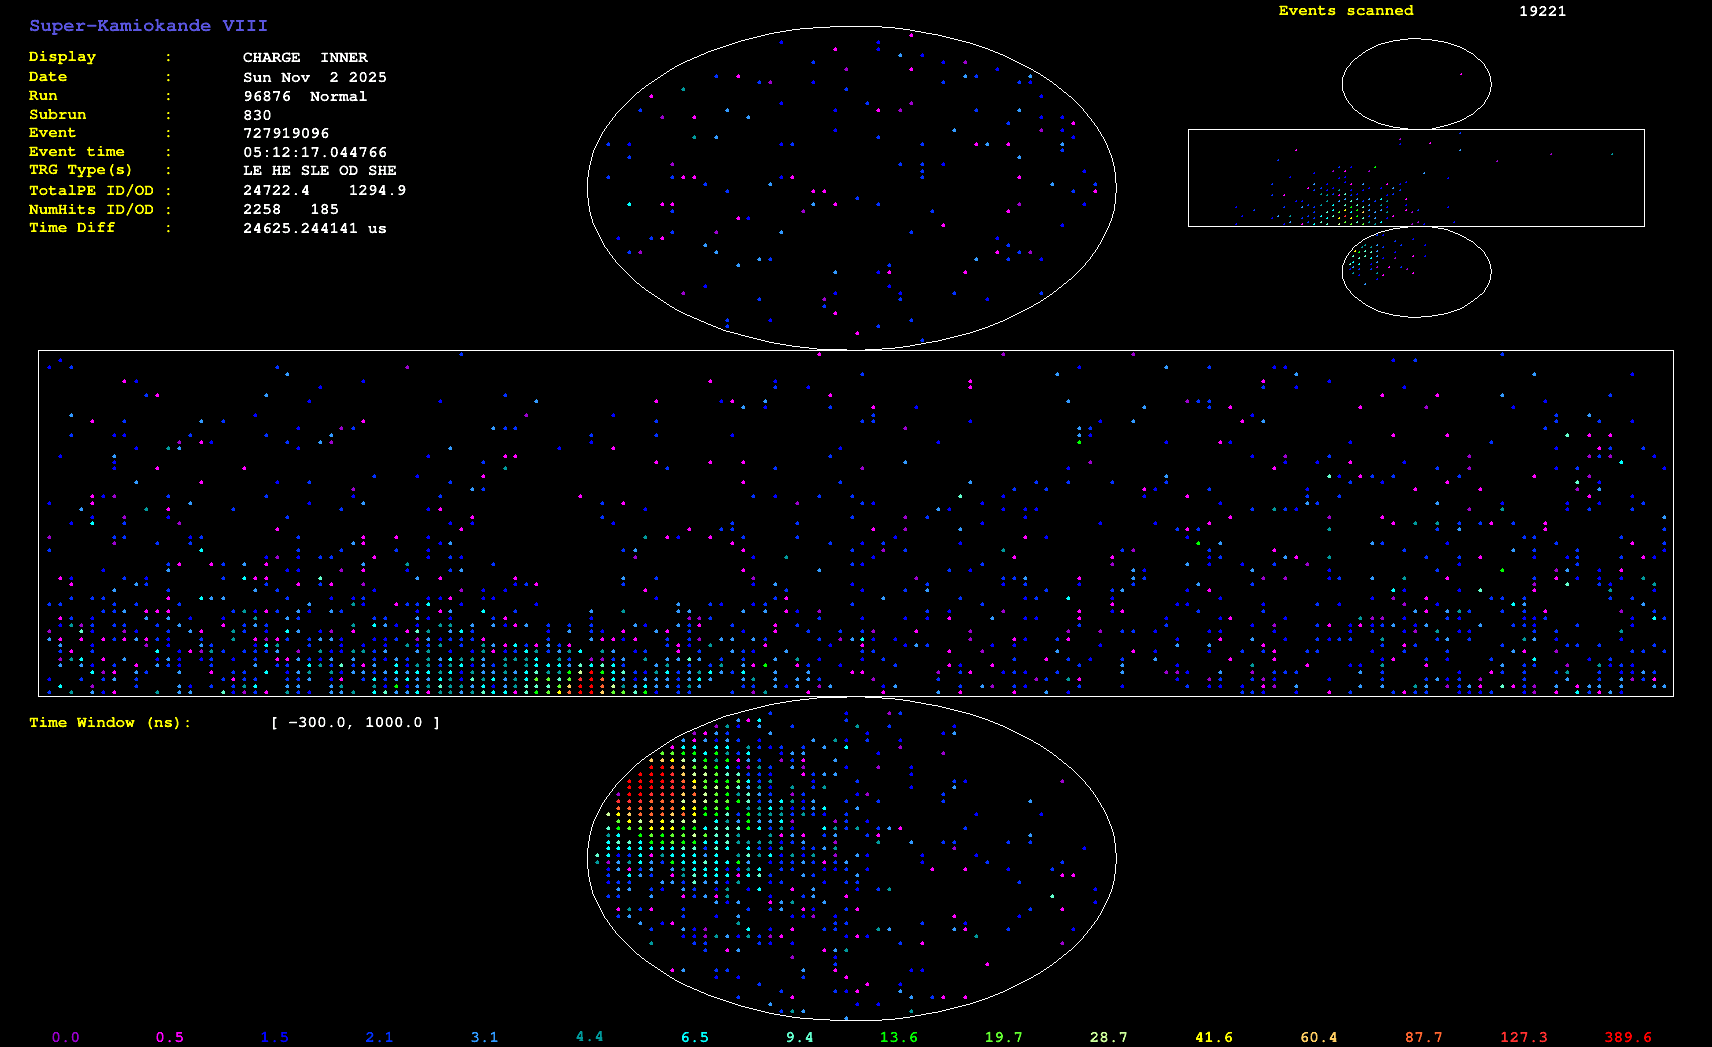 Super-Kamiokande VIII
Events scanned 19221
Display : CHARGE INNER
Date : Sun Nov 2 2025
Run : 96876 Normal
Subrun : 830
Event : 727919096
Event time : 05:12:17.044766
TRG Type(s) : LE HE SLE OD SHE
TotalPE ID/OD : 24722.4 1294.9
NumHits ID/OD : 2258 185
Time Diff : 24625.244141 us
Time Window (ns): [ −300.0, 1000.0 ]
0.0 0.5 1.5 2.1 3.1 4.4 6.5 9.4 13.6 19.7 28.7 41.6 60.4 87.7 127.3 389.6